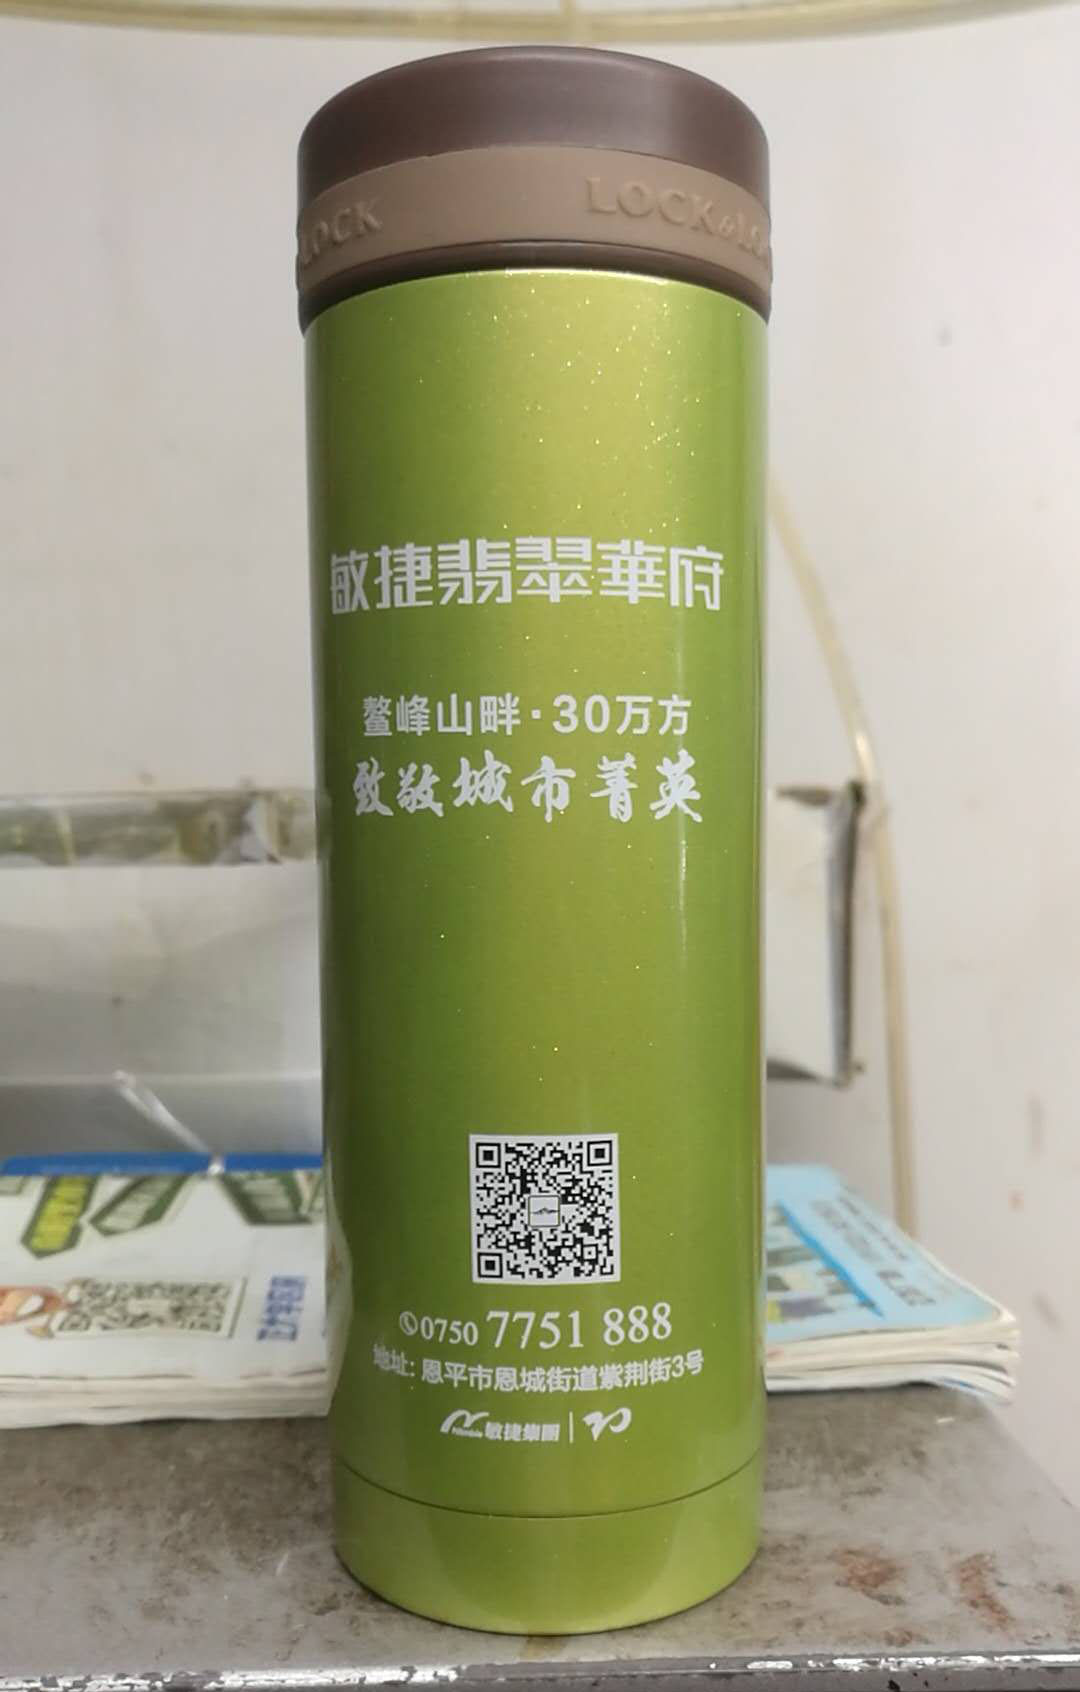 LOCK LOCK&LO
敏捷翡翠華府
鳌峰山畔·30万方
致敬城市菁英
0750 7751 888
地址:恩平市恩城街道紫荆街3号
敏捷集團